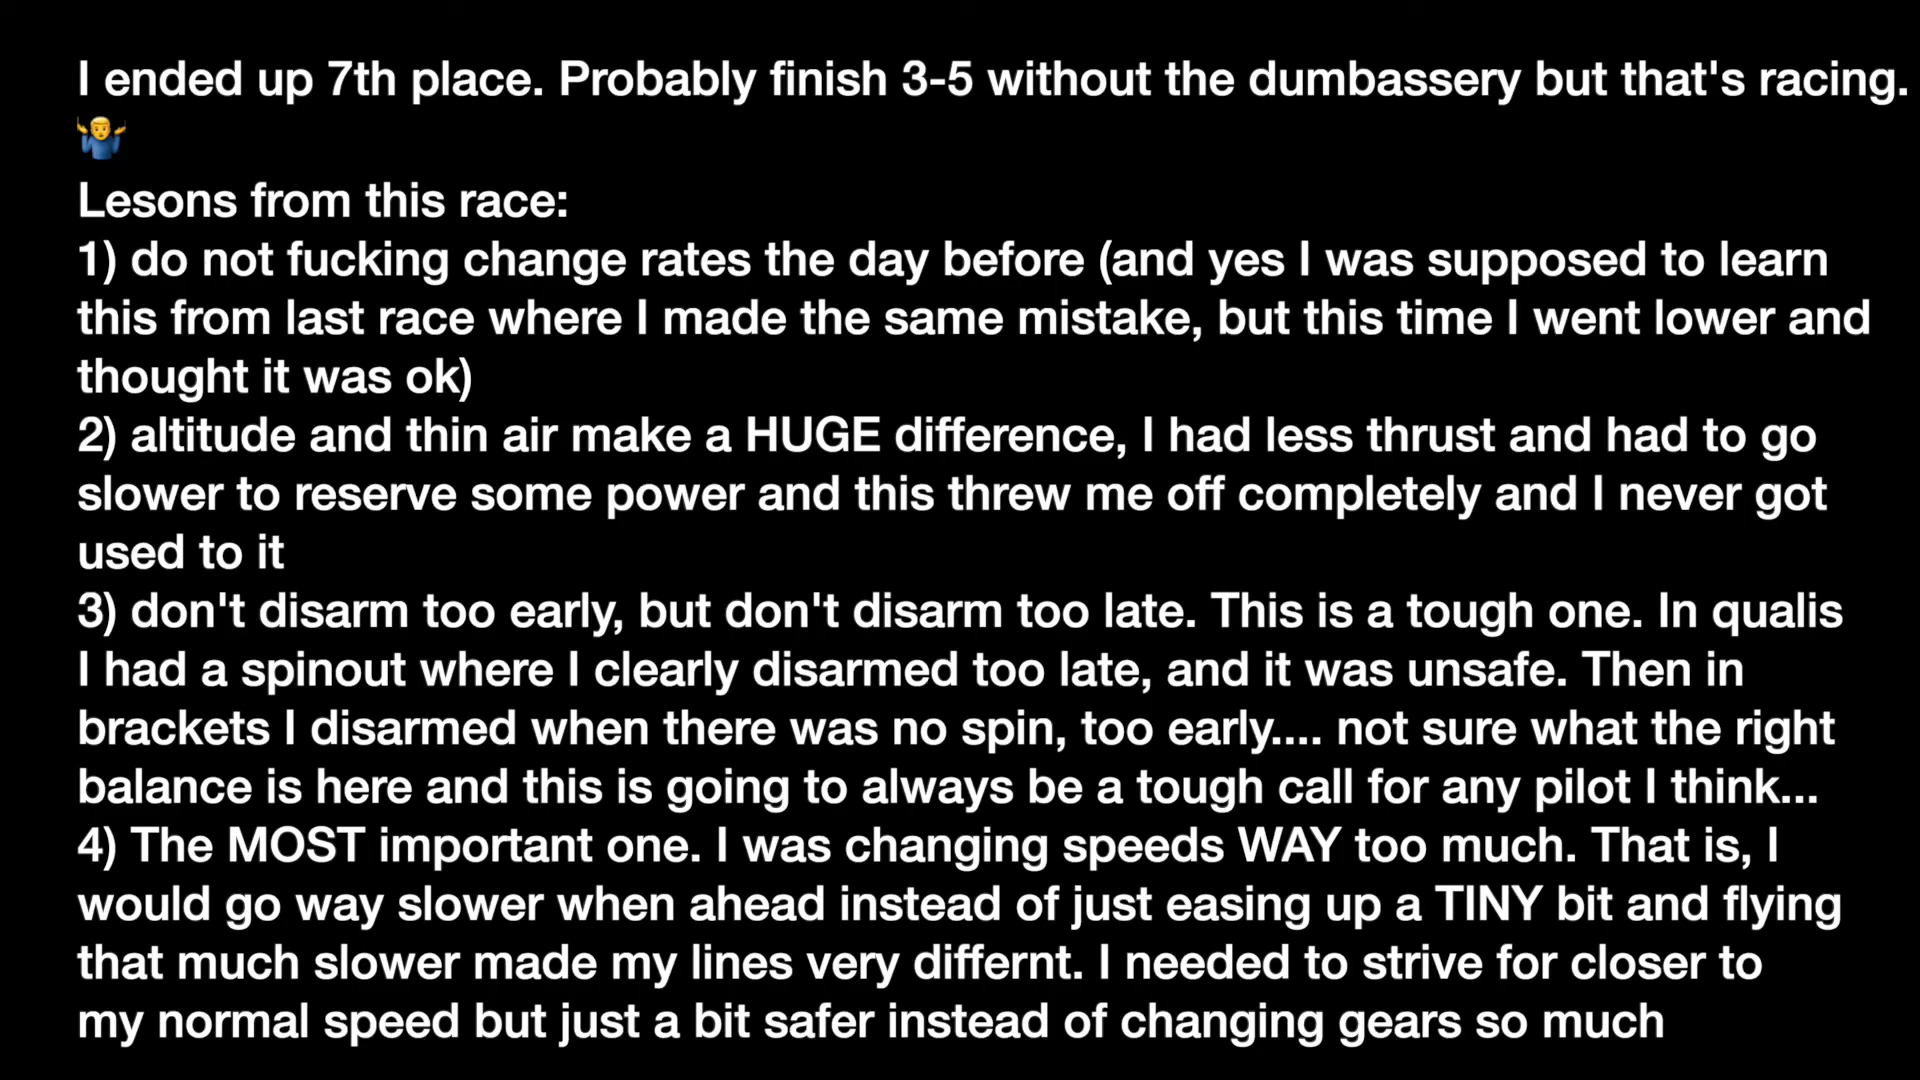 I ended up 7th place. Probably finish 3-5 without the dumbassery but that's racing.
🤷‍♂️
Lesons from this race:
1) do not fucking change rates the day before (and yes I was supposed to learn
this from last race where I made the same mistake, but this time I went lower and
thought it was ok)
2) altitude and thin air make a HUGE difference, I had less thrust and had to go
slower to reserve some power and this threw me off completely and I never got
used to it
3) don't disarm too early, but don't disarm too late. This is a tough one. In qualis
I had a spinout where I clearly disarmed too late, and it was unsafe. Then in
brackets I disarmed when there was no spin, too early.... not sure what the right
balance is here and this is going to always be a tough call for any pilot I think...
4) The MOST important one. I was changing speeds WAY too much. That is, I
would go way slower when ahead instead of just easing up a TINY bit and flying
that much slower made my lines very differnt. I needed to strive for closer to
my normal speed but just a bit safer instead of changing gears so much